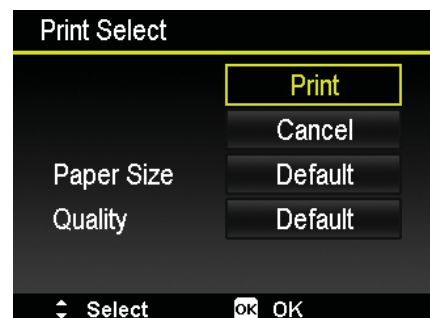 Print Select
Print
Cancel
Paper Size Default
Quality Default
Select OK OK